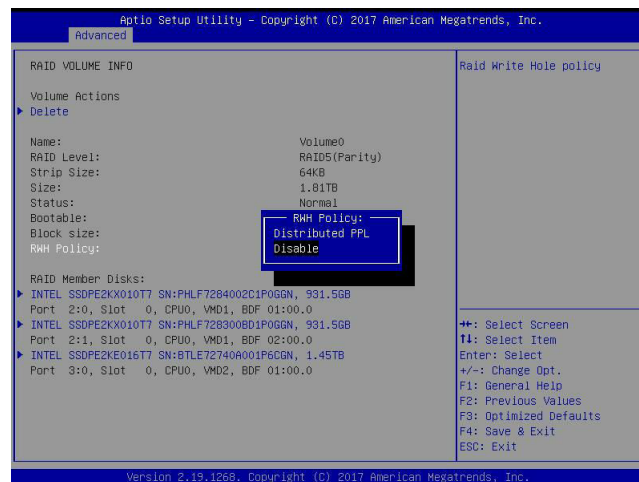 Aptio Setup Utility – Copyright (C) 2017 American Megatrends, Inc.
Advanced
RAID VOLUME INFO
Volume Actions
Delete
Name: Volume0
RAID Level: RAID5(Parity)
Strip Size: 64KB
Size: 1.81TB
Status: Normal
Bootable:
Block size:
RWH Policy:
RWH Policy:
Distributed PPL
Disable
RAID Member Disks:
INTEL SSDPE2KX010T7 SN:PHLF7284002C1P0GGN, 931.5GB
Port 2:0, Slot 0, CPU0, VMD1, BDF 01:00.0
INTEL SSDPE2KX010T7 SN:PHLF728300BD1P0GGN, 931.5GB
Port 2:1, Slot 0, CPU0, VMD1, BDF 02:00.0
INTEL SSDPE2KE016T7 SN:BTLE72740A001P6CGN, 1.45TB
Port 3:0, Slot 0, CPU0, VMD2, BDF 01:00.0
Raid Write Hole policy
→←: Select Screen
↑↓: Select Item
Enter: Select
+/-: Change Opt.
F1: General Help
F2: Previous Values
F3: Optimized Defaults
F4: Save & Exit
ESC: Exit
Version 2.19.1268. Copyright (C) 2017 American Megatrends, Inc.